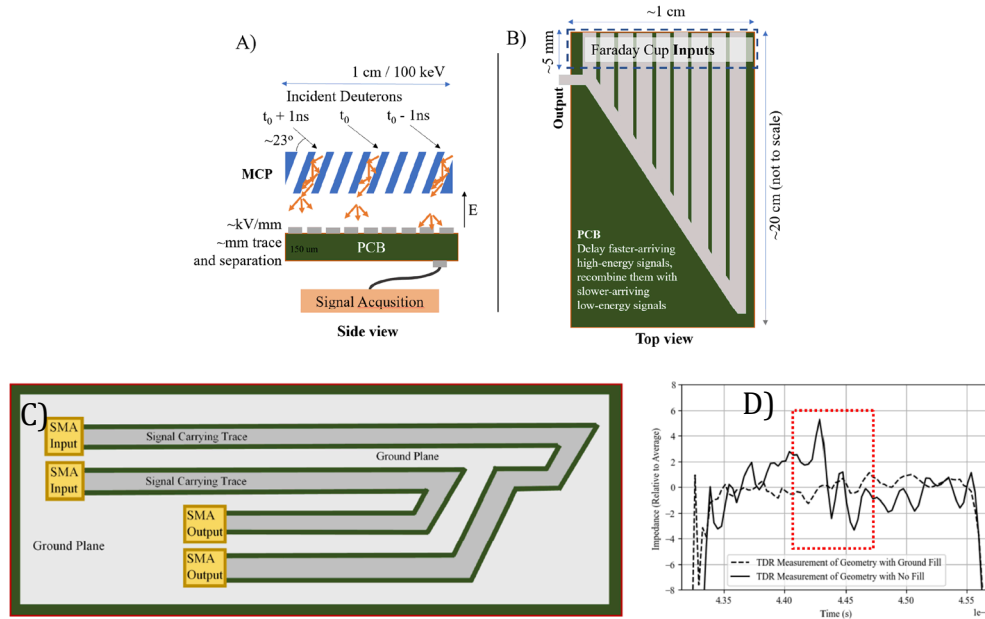 A)
1 cm / 100 keV
Incident Deuterons
t0 + 1ns
t0
t0 - 1ns
~23o
MCP
E
~kV/mm
~mm trace
and separation
150 um
PCB
Signal Acqusition
Side view
B)
~1 cm
~5 mm
Faraday Cup Inputs
Output
~20 cm (not to scale)
PCB
Delay faster-arriving
high-energy signals,
recombine them with
slower-arriving
low-energy signals
Top view
C)
SMA
Input
Signal Carrying Trace
Ground Plane
SMA
Input
Signal Carrying Trace
SMA
Output
SMA
Output
Ground Plane
D)
Impedance (Relative to Average)
8
6
4
2
0
-2
-4
-6
-8
TDR Measurement of Geometry with Ground Fill
TDR Measurement of Geometry with No Fill
4.35
4.40
4.45
4.50
4.55
Time (s)
1e-